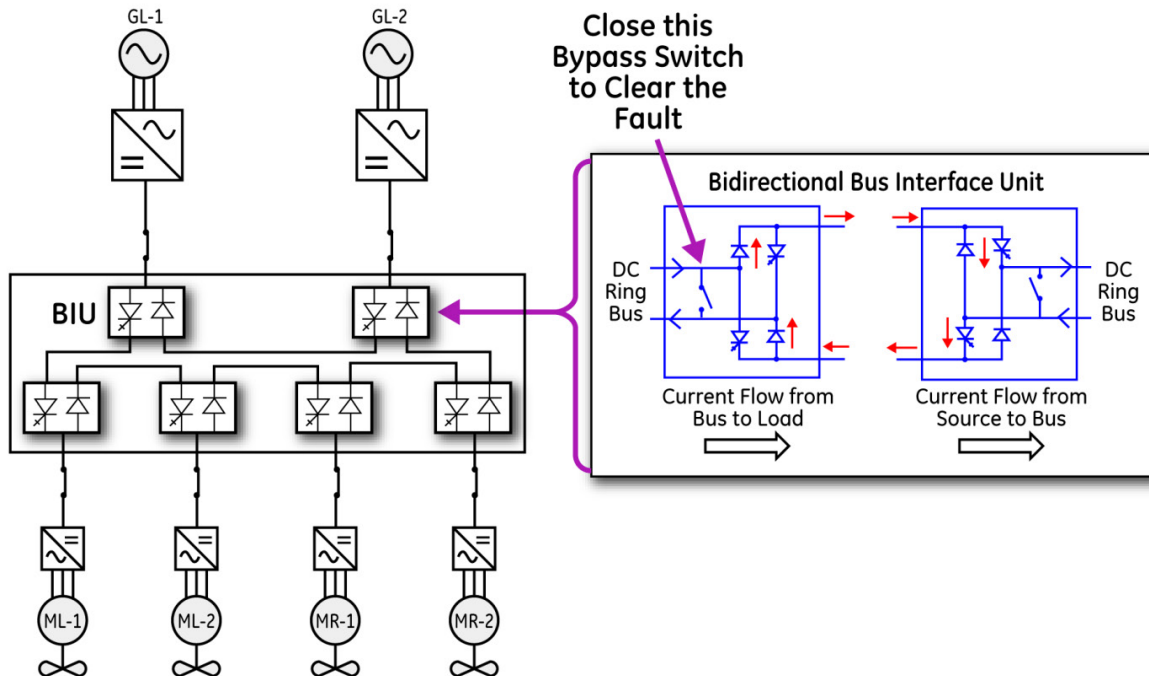 GL-1
GL-2
Close this
Bypass Switch
to Clear the
Fault
Bidirectional Bus Interface Unit
DC
Ring
Bus
DC
Ring
Bus
Current Flow from
Bus to Load
Current Flow from
Source to Bus
BIU
ML-1
ML-2
MR-1
MR-2